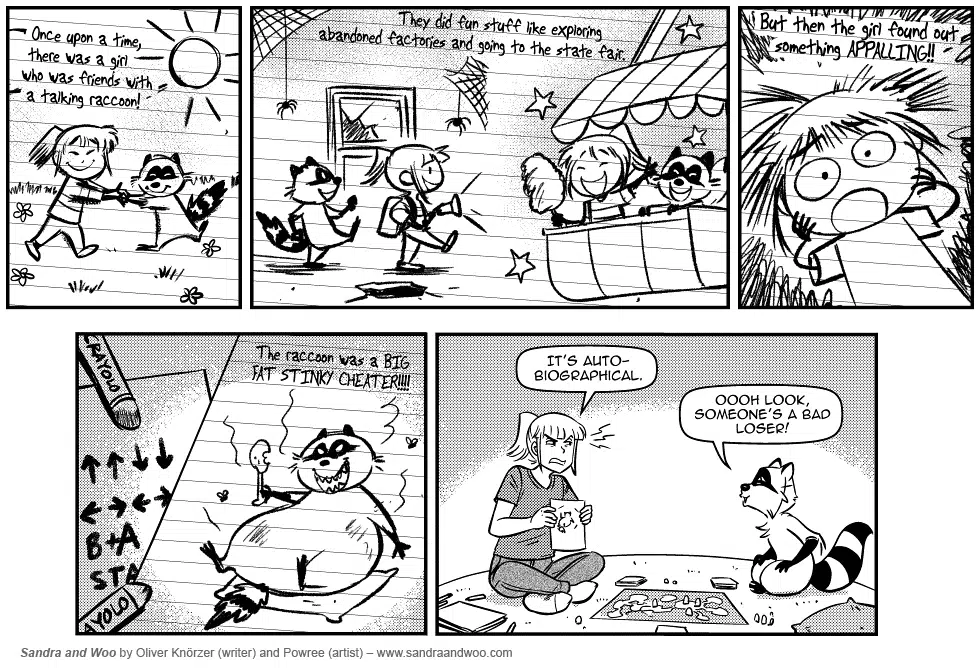 Once upon a time,
there was a girl
who was friends with
a talking raccoon!
They did fun stuff like exploring
abandoned factories and going to the state fair.
But then the girl found out
something APPALLING!!
CRAYOLO
↑↑↓↓
←→←→
B+A
STA
AYOLO
The raccoon was a BIG
FAT STINKY CHEATER!!!!
IT'S AUTO-
BIOGRAPHICAL.
OOOH LOOK,
SOMEONE'S A BAD
LOSER!
Sandra and Woo by Oliver Knörzer (writer) and Powree (artist) – www.sandraandwoo.com